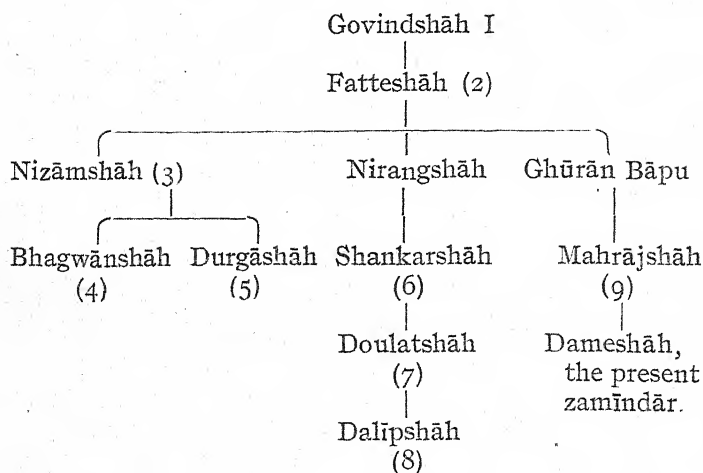 Govindshāh I
Fatteshāh (2)
Nizāmshāh (3) Nirangshāh Ghūrān Bāpu
Bhagwānshāh Durgāshāh Shankarshāh Mahrājshāh
(4) (5) (6) (9)
Doulatshāh Dameshāh,
(7) the present
zamīndār.
Dalīpshāh
(8)